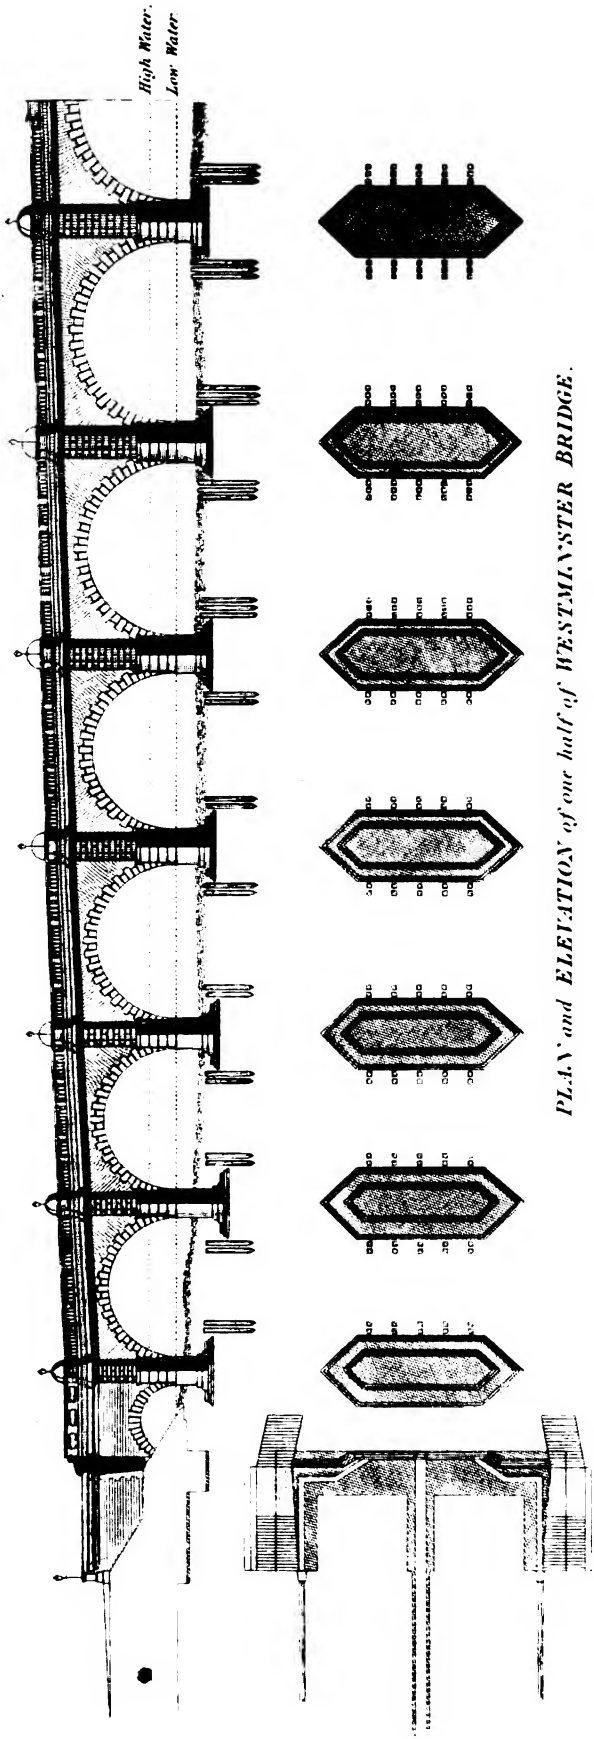 High Water.
Low Water
PLAN and ELEVATION of one half of WESTMINSTER BRIDGE.